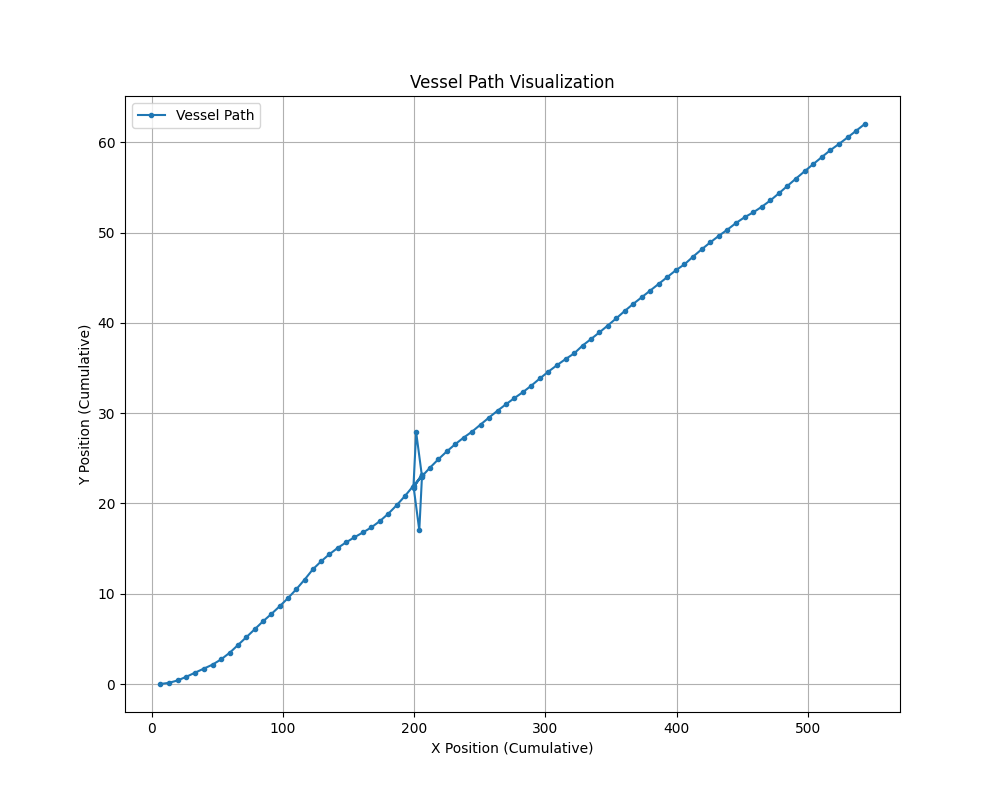 Vessel Path Visualization
Vessel Path
60
50
40
30
20
10
0
Y Position (Cumulative)
0 100 200 300 400 500
X Position (Cumulative)